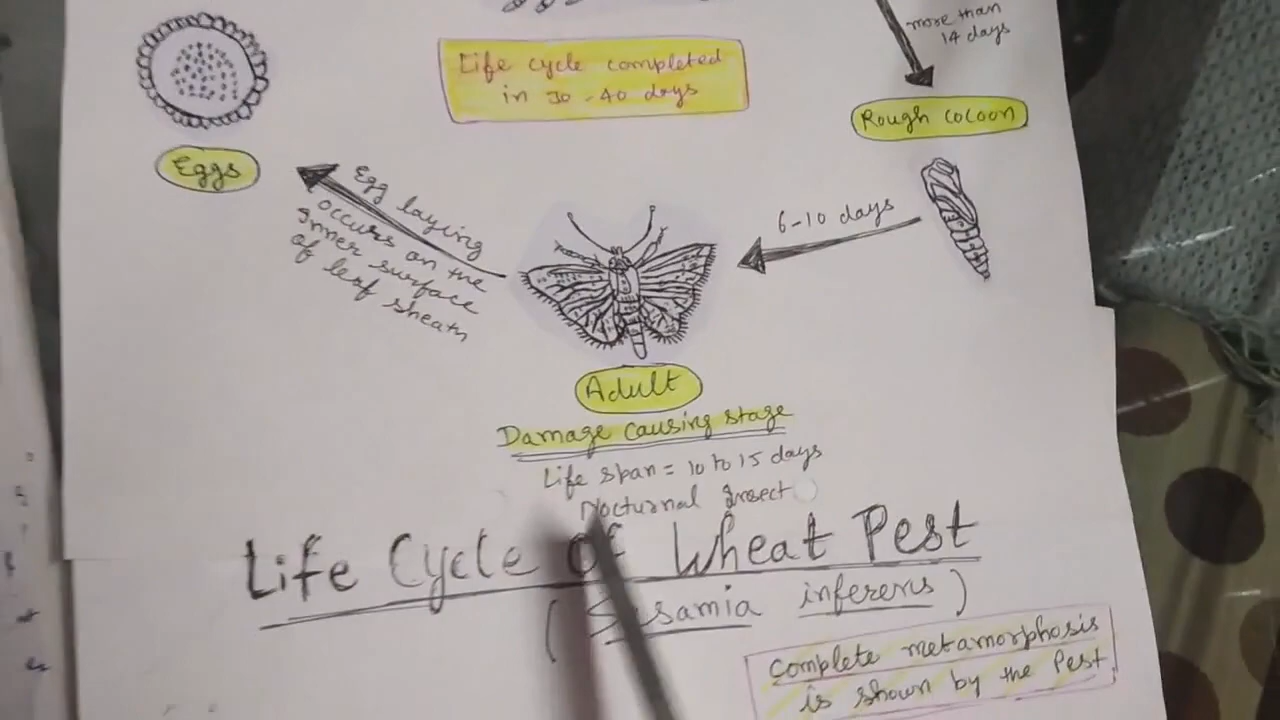 more than
14 days
Life cycle completed
in 30-40 days
Rough cocoon
Eggs
Egg laying
occurs on the
inner surface
of leaf sheath
6-10 days
Adult
Damage causing stage
Life span = 10 to 15 days
Nocturnal Insect
Life Cycle Of Wheat Pest
(Sesamia inferens)
Complete metamorphosis
is shown by the Pest